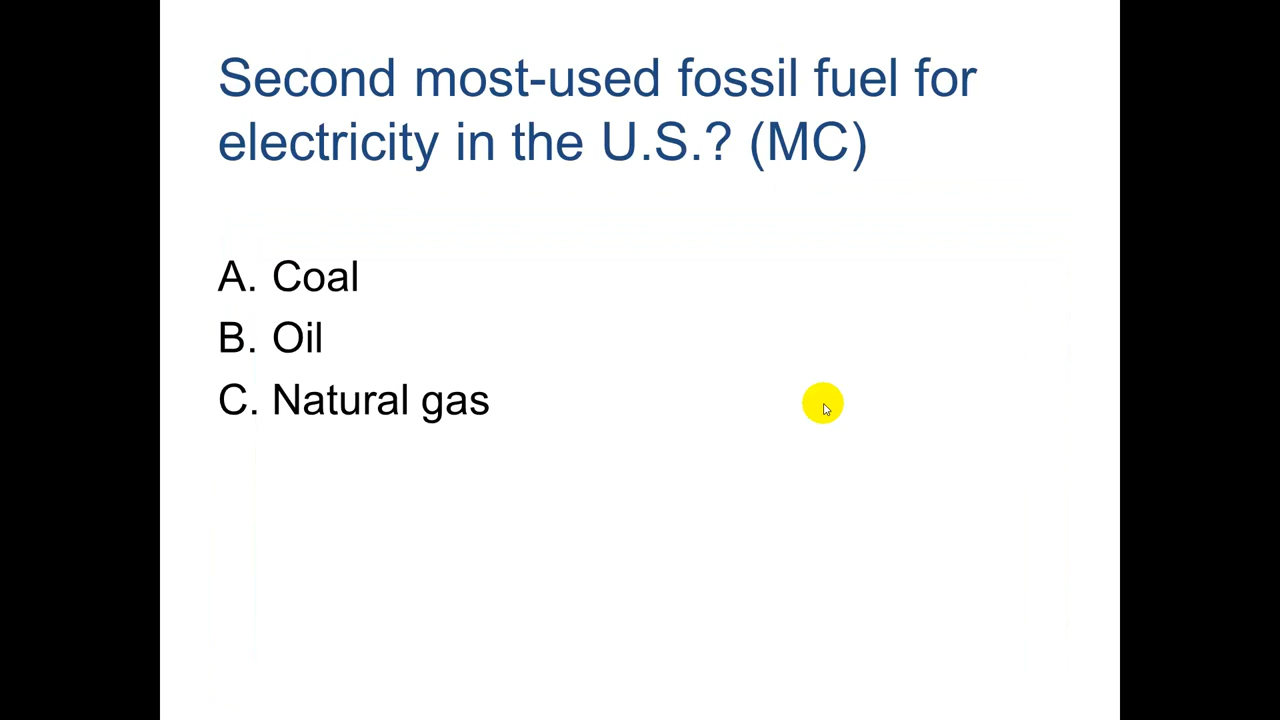 Second most-used fossil fuel for
electricity in the U.S.? (MC)
A. Coal
B. Oil
C. Natural gas